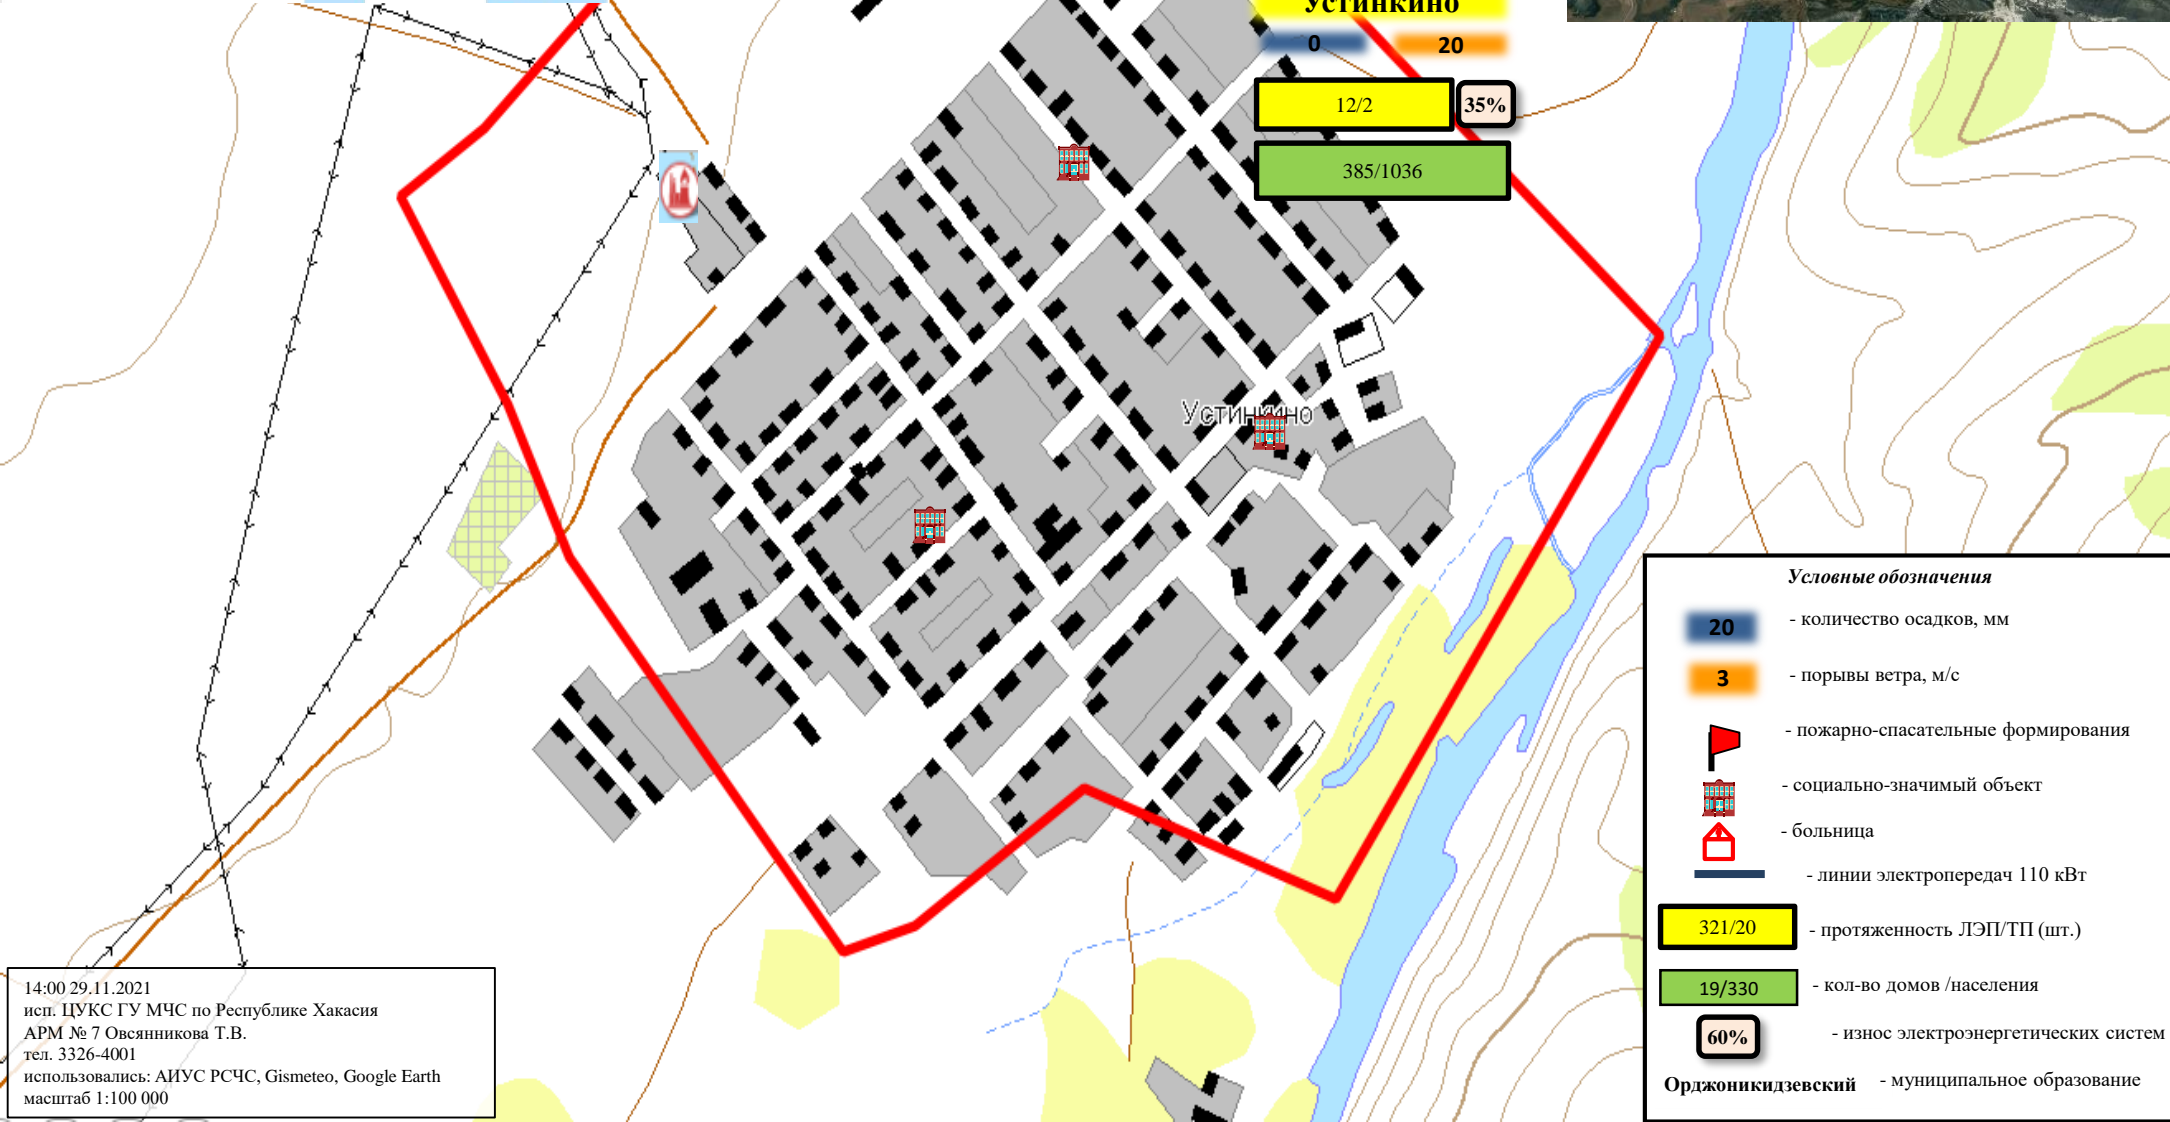 Устинкино
0
20
12/2
35%
385/1036
Устинкино
Условные обозначения
20
- количество осадков, мм
3
- порывы ветра, м/с
- пожарно-спасательные формирования
- социально-значимый объект
- больница
- линии электропередач 110 кВт
321/20
- протяженность ЛЭП/ТП (шт.)
19/330
- кол-во домов /населения
60%
- износ электроэнергетических систем
Орджоникидзевский
- муниципальное образование
14:00 29.11.2021
исп. ЦУКС ГУ МЧС по Республике Хакасия
АРМ № 7 Овсянникова Т.В.
тел. 3326-4001
использовались: АИУС РСЧС, Gismeteo, Google Earth
масштаб 1:100 000